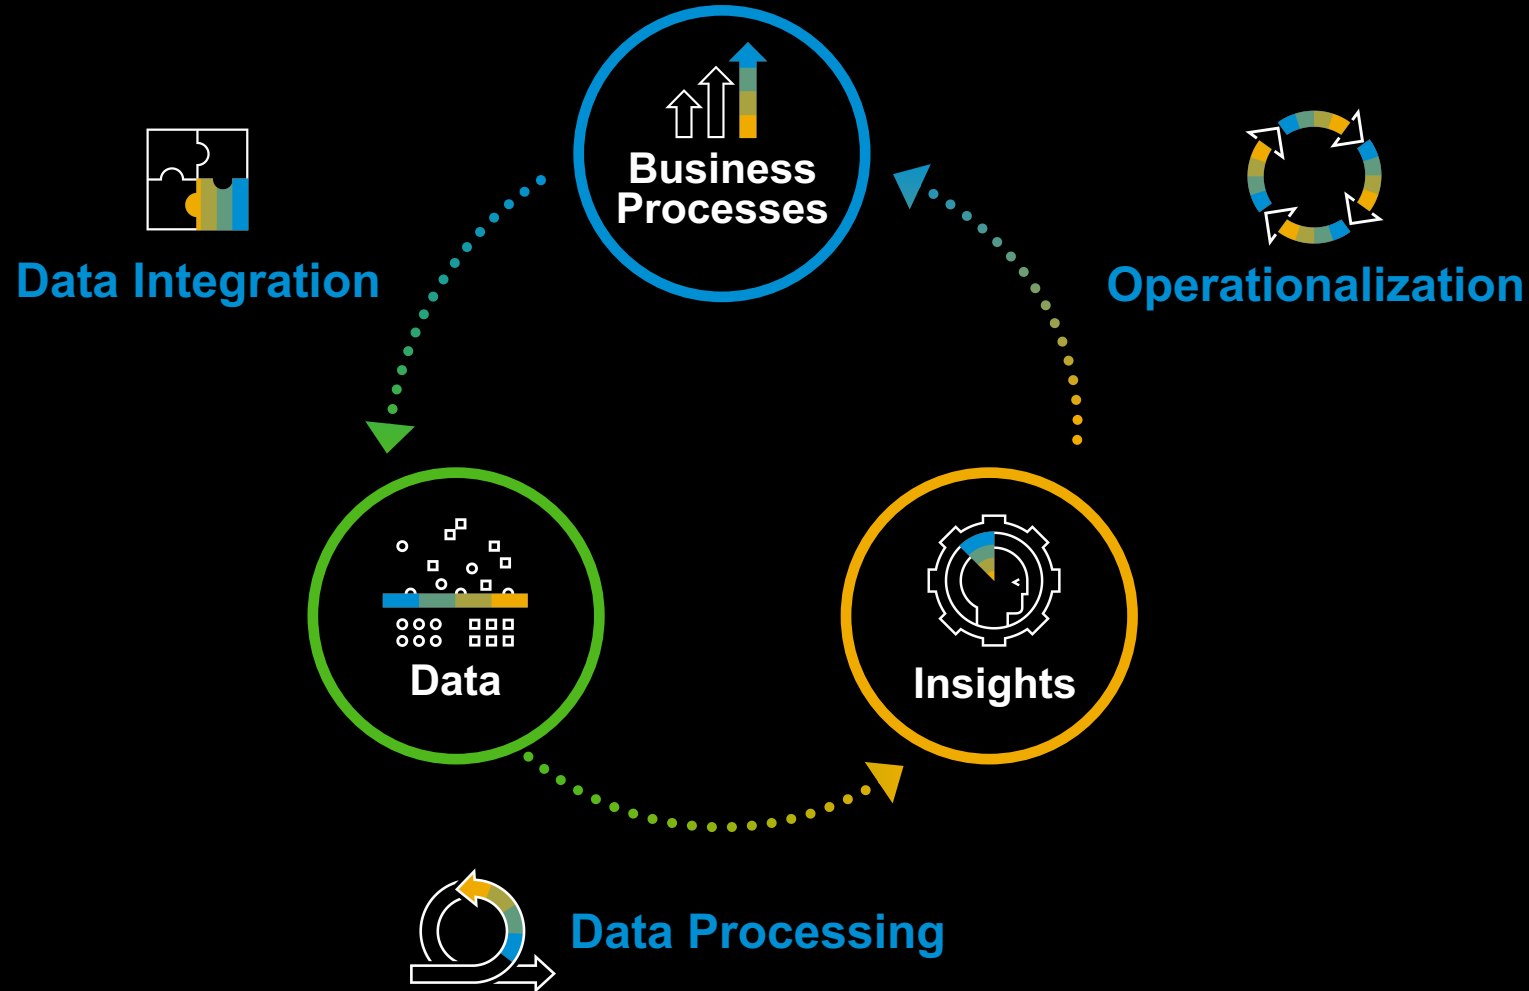 Business
Processes
Data Integration
Operationalization
Data
Insights
Data Processing